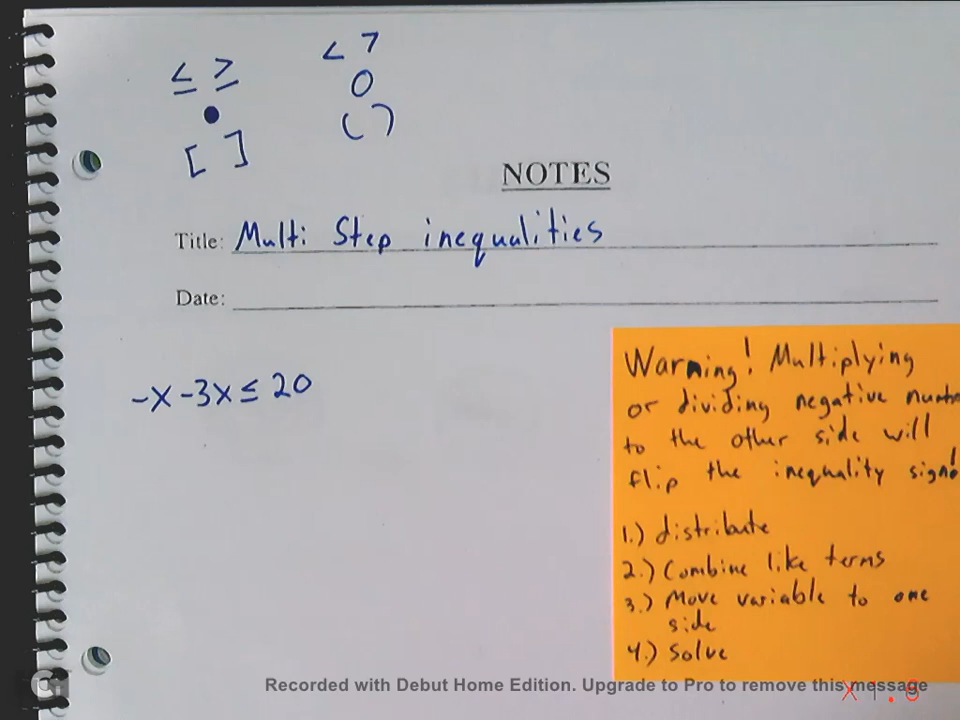 ≤ ≥
< >
[ ]
( )
NOTES
Title: Multi Step inequalities
Date:
-x -3x ≤ 20
Warning! Multiplying
or dividing negative
to the other side will
flip the inequality sign!
1.) distribute
2.) Combine like terms
3.) Move variable to one
side
4.) Solve
Recorded with Debut Home Edition. Upgrade to Pro to remove this message